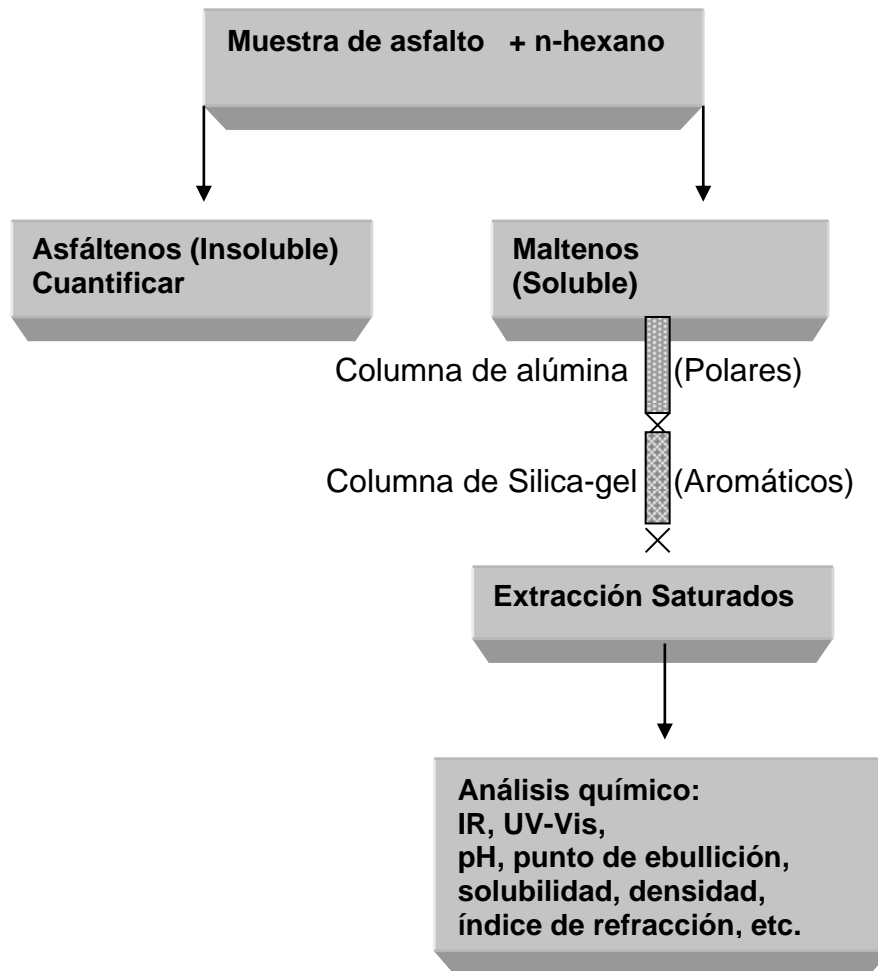 Muestra de asfalto + n-hexano
Asfáltenos (Insoluble)
Cuantificar
Maltenos
(Soluble)
Columna de alúmina (Polares)
Columna de Silica-gel (Aromáticos)
Extracción Saturados
Análisis químico:
IR, UV-Vis,
pH, punto de ebullición,
solubilidad, densidad,
índice de refracción, etc.